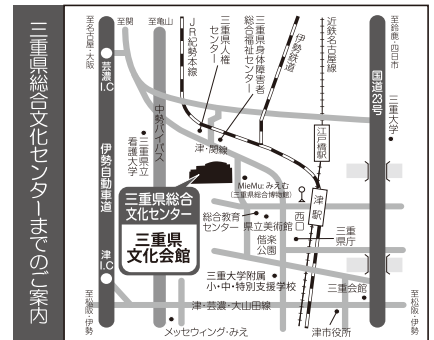 三重県総合文化センターまでのご案内
至名古屋・大阪
至関
至亀山
至鈴鹿・四日市
芸濃
I.C
伊勢自動車道
津
I.C
至松阪・伊勢
中勢バイパス
三重県立
看護大学
JR紀勢本線
三重県人権
センター
三重県身体障害者
総合福祉センター
伊勢鉄道
近鉄名古屋線
国道23号
三重大学
江戸橋駅
津・関線
MieMu:みえむ
(三重県総合博物館)
三重県総合
文化センター
三重県
文化会館
総合教育
センター
県立美術館
西口
津駅
偕楽
公園
三重
県庁
三重大学附属
小・中・特別支援学校
三重会館
津・芸濃・大山田線
メッセウィング・みえ
津市役所
至松阪・伊勢